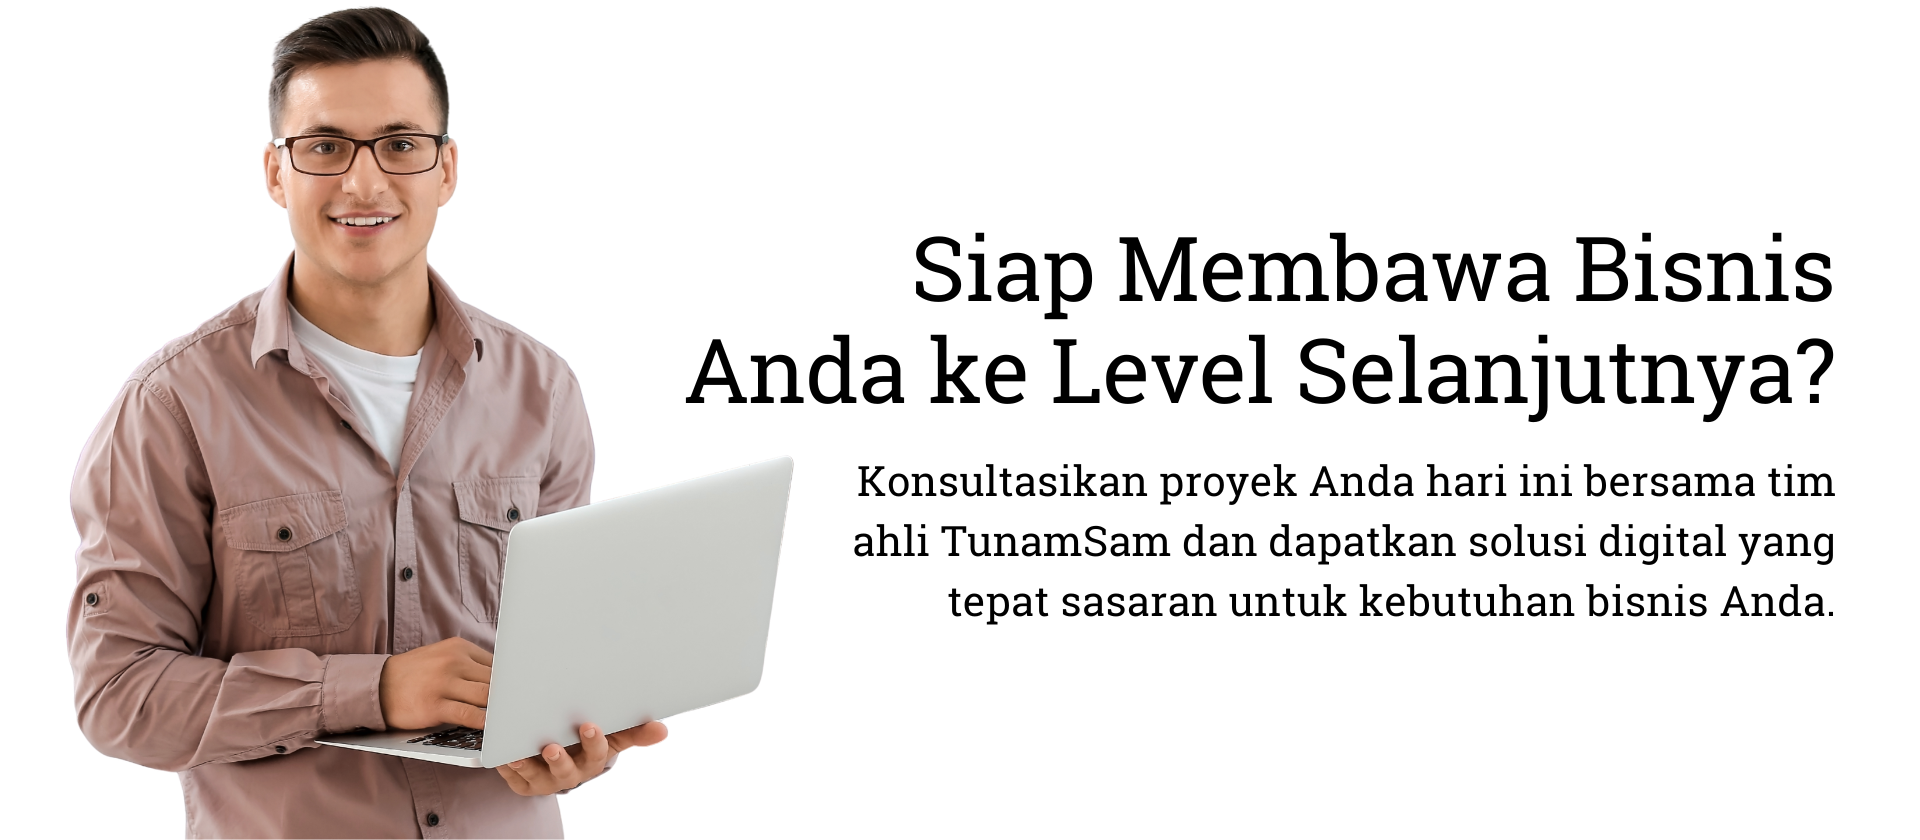 Siap Membawa Bisnis
Anda ke Level Selanjutnya?
Konsultasikan proyek Anda hari ini bersama tim
ahli TunamSam dan dapatkan solusi digital yang
tepat sasaran untuk kebutuhan bisnis Anda.